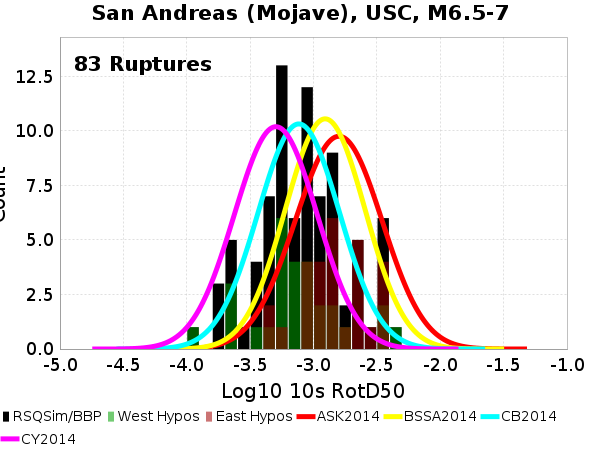 San Andreas (Mojave), USC, M6.5-7
83 Ruptures
12.5
10.0
7.5
5.0
2.5
0.0
Count
-5.0 -4.5 -4.0 -3.5 -3.0 -2.5 -2.0 -1.5 -1.0
Log10 10s RotD50
RSQSim/BBP West Hypos East Hypos ASK2014 BSSA2014 CB2014
CY2014